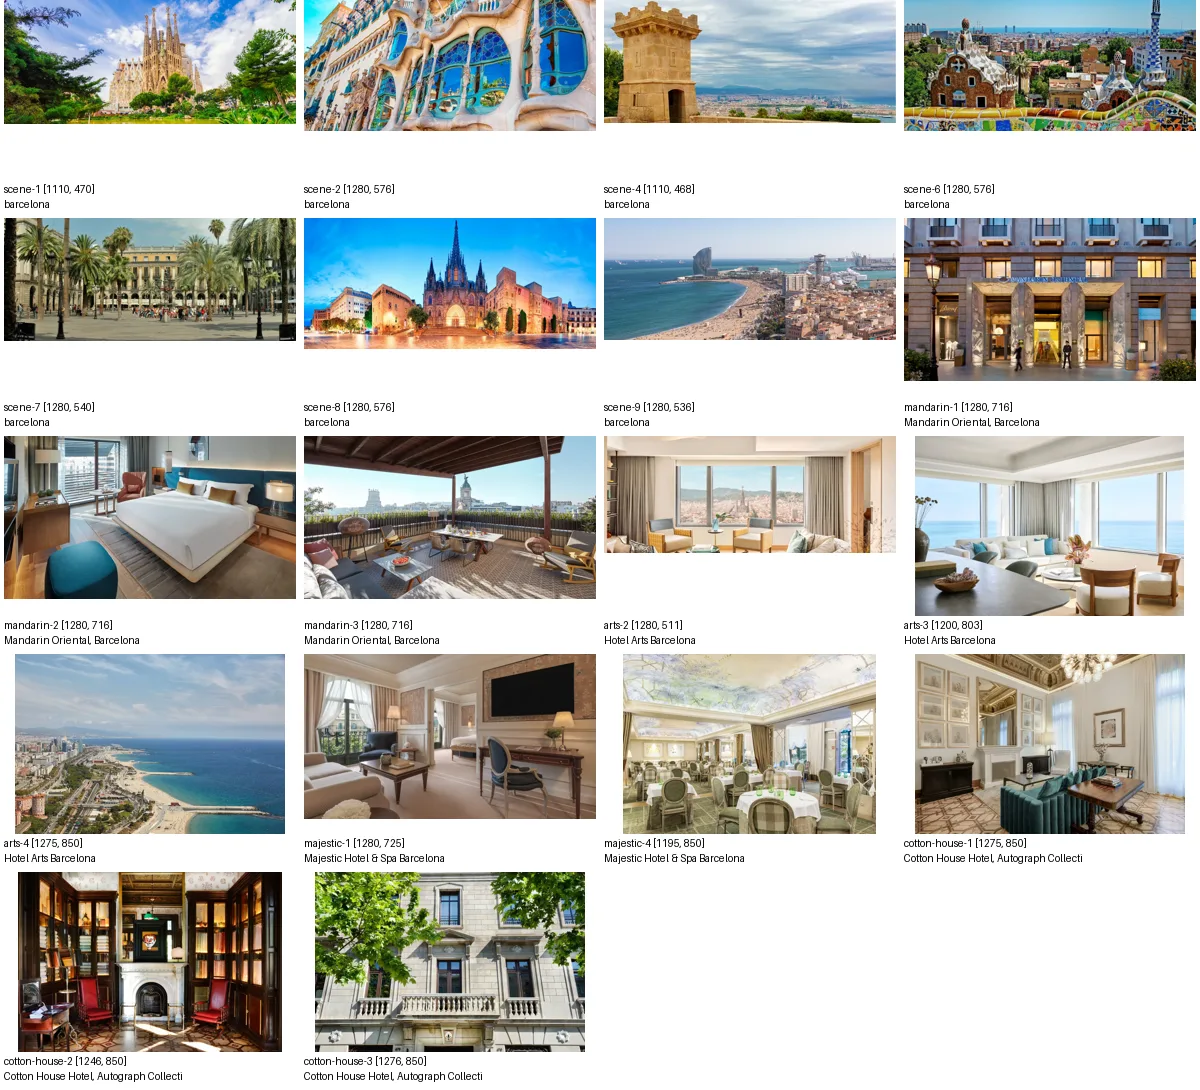 scene-1 [1110, 470]
barcelona
scene-2 [1280, 576]
barcelona
scene-4 [1110, 468]
barcelona
scene-6 [1280, 576]
barcelona
scene-7 [1280, 540]
barcelona
scene-8 [1280, 576]
barcelona
scene-9 [1280, 536]
barcelona
mandarin-1 [1280, 716]
Mandarin Oriental, Barcelona
mandarin-2 [1280, 716]
Mandarin Oriental, Barcelona
mandarin-3 [1280, 716]
Mandarin Oriental, Barcelona
arts-2 [1280, 511]
Hotel Arts Barcelona
arts-3 [1200, 803]
Hotel Arts Barcelona
arts-4 [1275, 850]
Hotel Arts Barcelona
majestic-1 [1280, 725]
Majestic Hotel & Spa Barcelona
majestic-4 [1195, 850]
Majestic Hotel & Spa Barcelona
cotton-house-1 [1275, 850]
Cotton House Hotel, Autograph Collecti
cotton-house-2 [1246, 850]
Cotton House Hotel, Autograph Collecti
cotton-house-3 [1276, 850]
Cotton House Hotel, Autograph Collecti